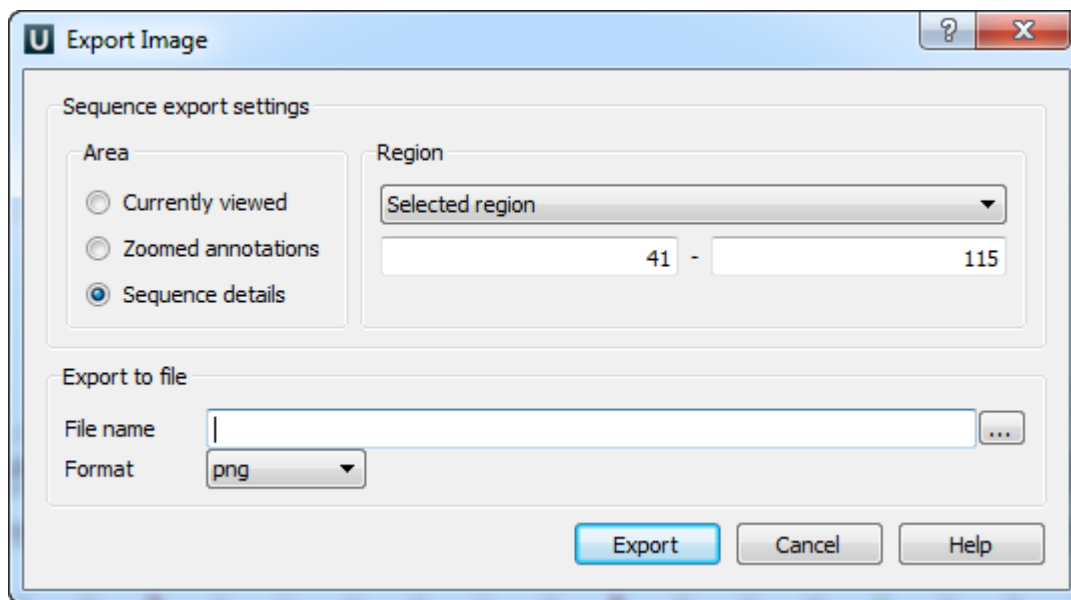 U Export Image
Sequence export settings
Area
Currently viewed
Zoomed annotations
Sequence details
Region
Selected region
41 - 115
Export to file
File name
...
Format png
Export Cancel Help